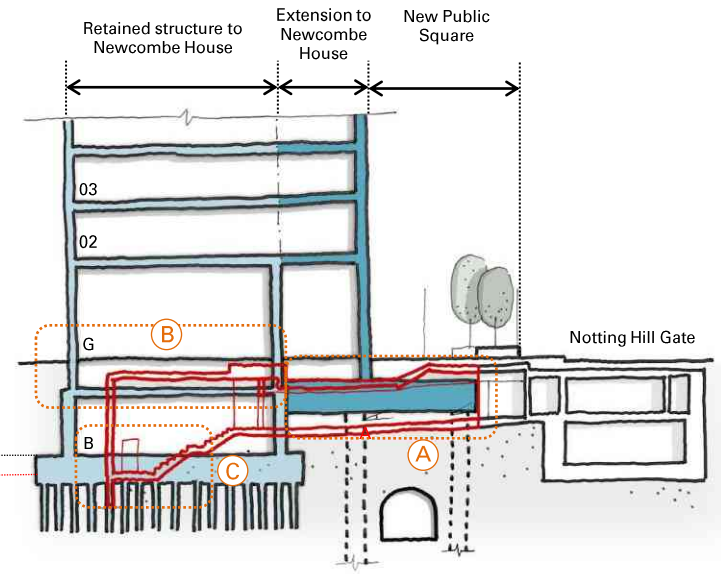 Retained structure to
Newcombe House
Extension to
Newcombe
House
New Public
Square
03
02
G
B
Notting Hill Gate
B
A
C